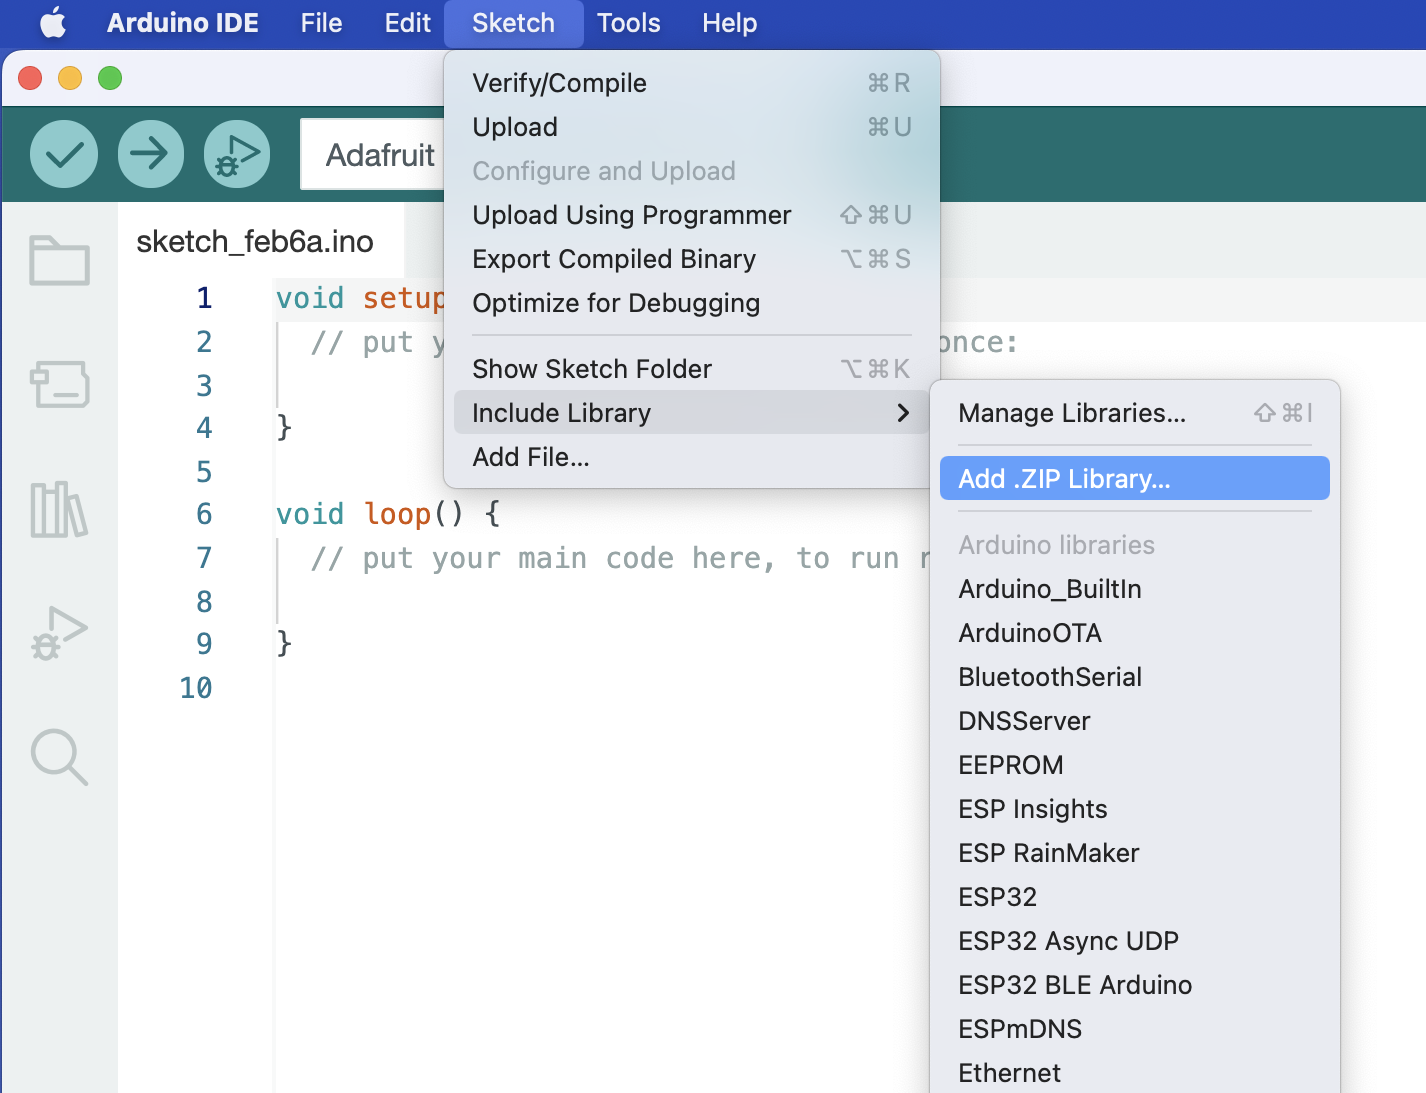 Arduino IDE File Edit Sketch Tools Help
Verify/Compile ⌘R
Upload ⌘U
Configure and Upload
Upload Using Programmer ⇧⌘U
Export Compiled Binary ⌥⌘S
Optimize for Debugging
Show Sketch Folder ⌥⌘K
Include Library
Add File...
Manage Libraries... ⇧⌘I
Add .ZIP Library...
Arduino libraries
Arduino_BuiltIn
ArduinoOTA
BluetoothSerial
DNSServer
EEPROM
ESP Insights
ESP RainMaker
ESP32
ESP32 Async UDP
ESP32 BLE Arduino
ESPmDNS
Ethernet
Adafruit
sketch_feb6a.ino
1 void setup
2 // put y once:
3
4 }
5
6 void loop() {
7 // put your main code here, to run
8
9 }
10